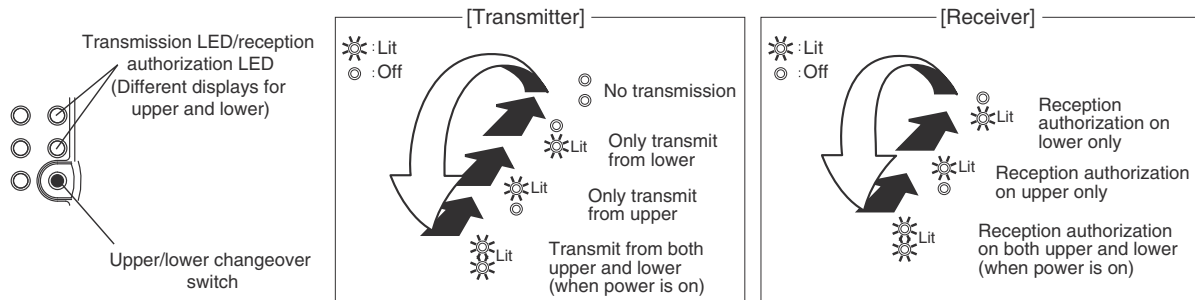 Transmission LED/reception
authorization LED
(Different displays for
upper and lower)
Upper/lower changeover
switch
[Transmitter]
: Lit
: Off
No transmission
Lit
Only transmit
from lower
Lit
Only transmit
from upper
Lit
Transmit from both
upper and lower
(when power is on)
[Receiver]
: Lit
: Off
Lit
Reception
authorization on
lower only
Lit
Reception authorization
on upper only
Lit
Reception authorization
on both upper and lower
(when power is on)